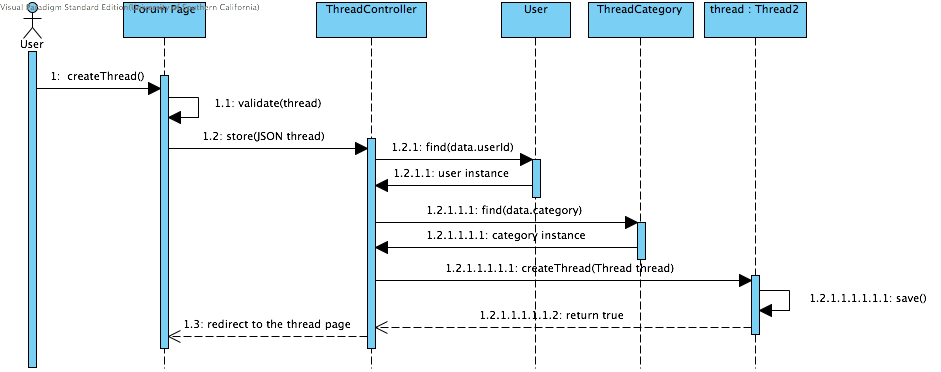 Visual Paradigm Standard Edition(University of Southern California)
Forum Page
ThreadController
User
ThreadCategory
thread : Thread2
User
1: createThread()
1.1: validate(thread)
1.2: store(JSON thread)
1.2.1: find(data.userId)
1.2.1.1: user instance
1.2.1.1.1: find(data.category)
1.2.1.1.1.1: category instance
1.2.1.1.1.1.1: createThread(Thread thread)
1.2.1.1.1.1.1.1: save()
1.2.1.1.1.1.1.2: return true
1.3: redirect to the thread page